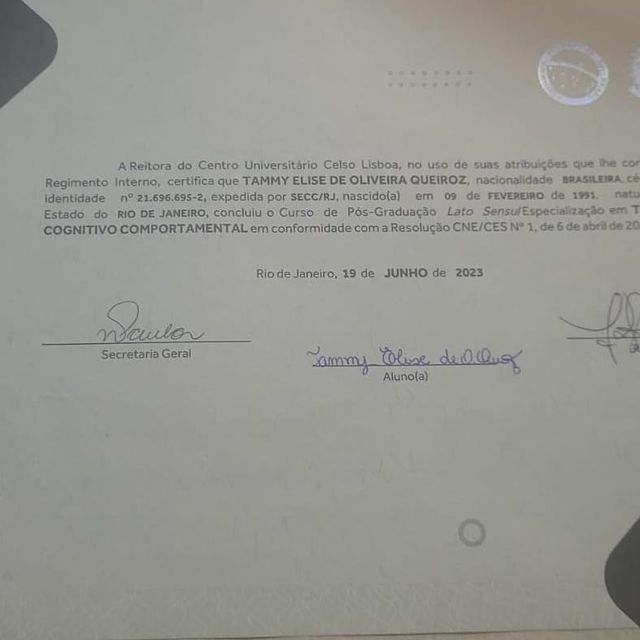 A Reitora do Centro Universitário Celso Lisboa, no uso de suas atribuições que lhe
Regimento Interno, certifica que TAMMY ELISE DE OLIVEIRA QUEIROZ, nacionalidade BRASILEIRA,
identidade nº 21.696.695-2, expedida por SECC/RJ, nascido(a) em 09 de FEVEREIRO de 1991,
Estado do RIO DE JANEIRO, concluiu o Curso de Pós-Graduação Lato Sensu/Especialização em
COGNITIVO COMPORTAMENTAL em conformidade com a Resolução CNE/CES Nº 1, de 6 de abril de
Rio de Janeiro, 19 de JUNHO de 2023
Secretaria Geral
Tammy Elise de
Aluno(a)